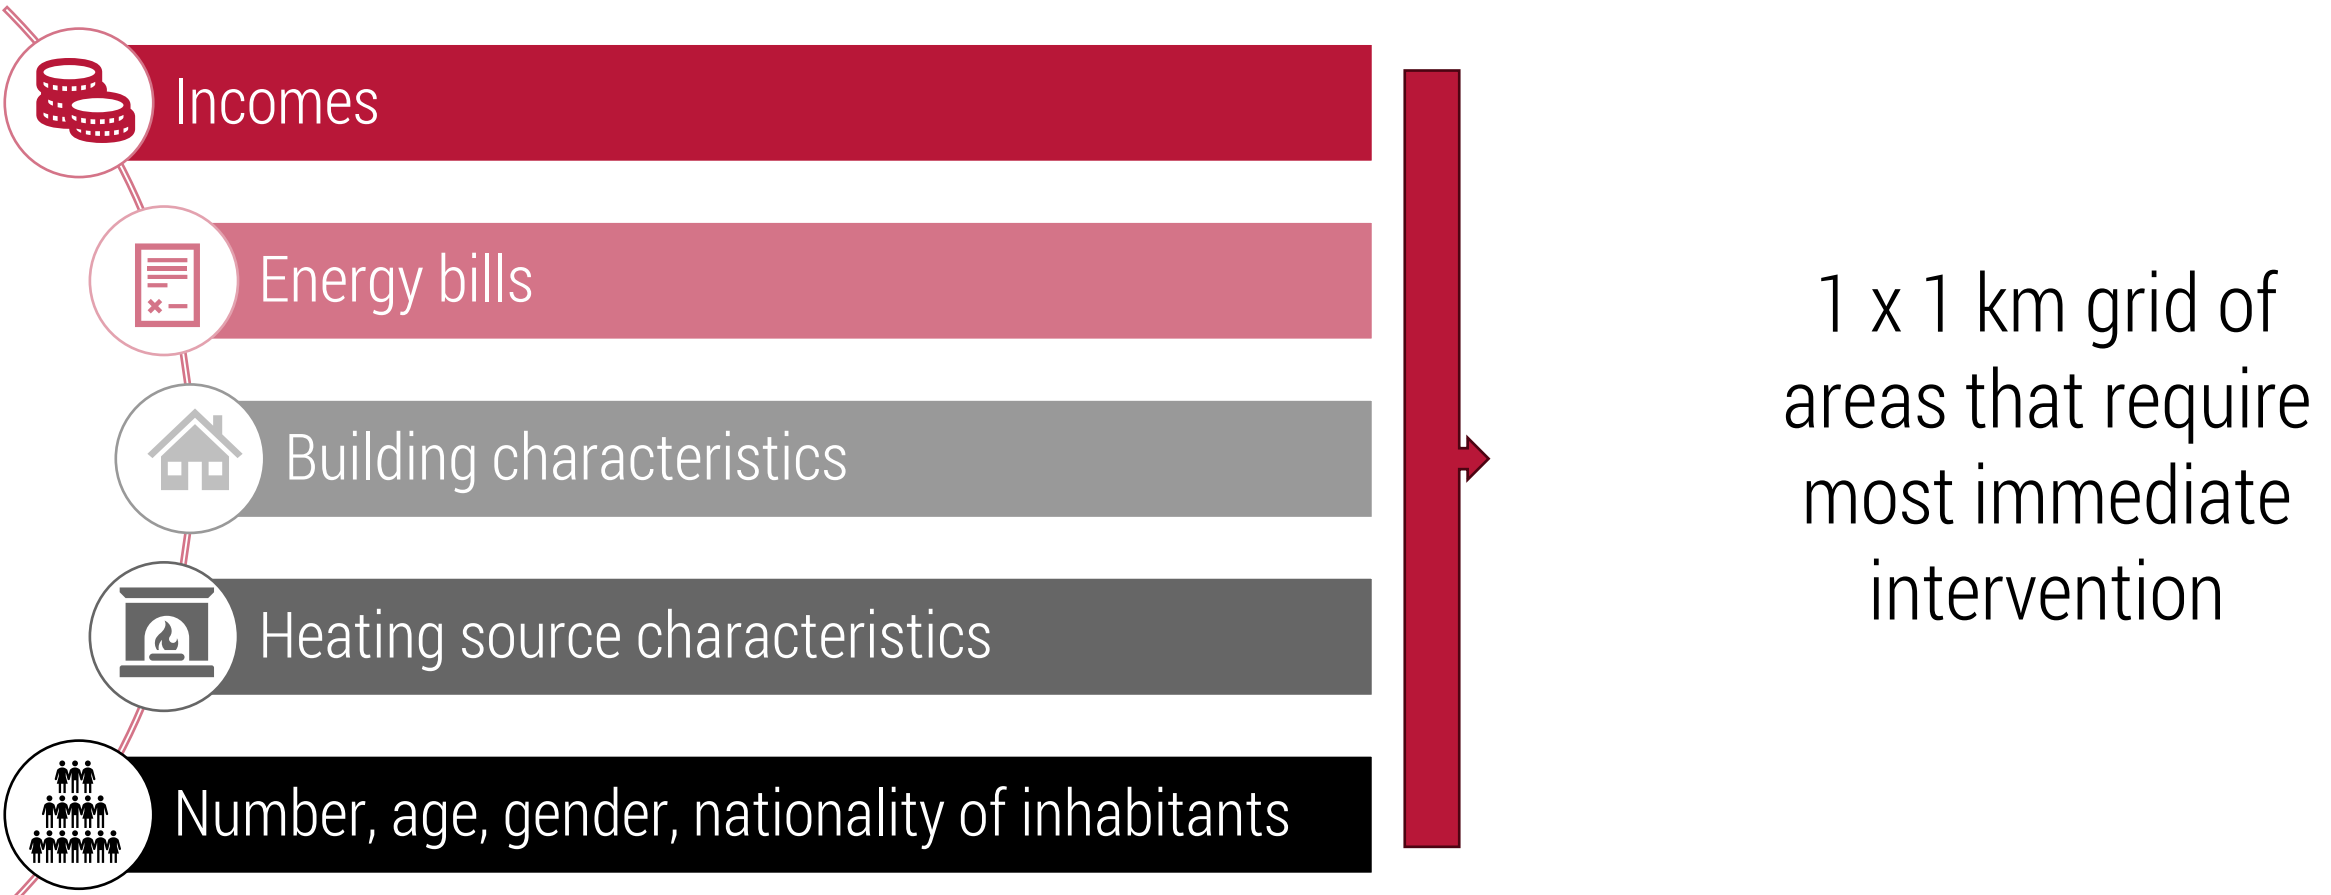 Incomes
Energy bills
Building characteristics
Heating source characteristics
Number, age, gender, nationality of inhabitants
1 x 1 km grid of
areas that require
most immediate
intervention